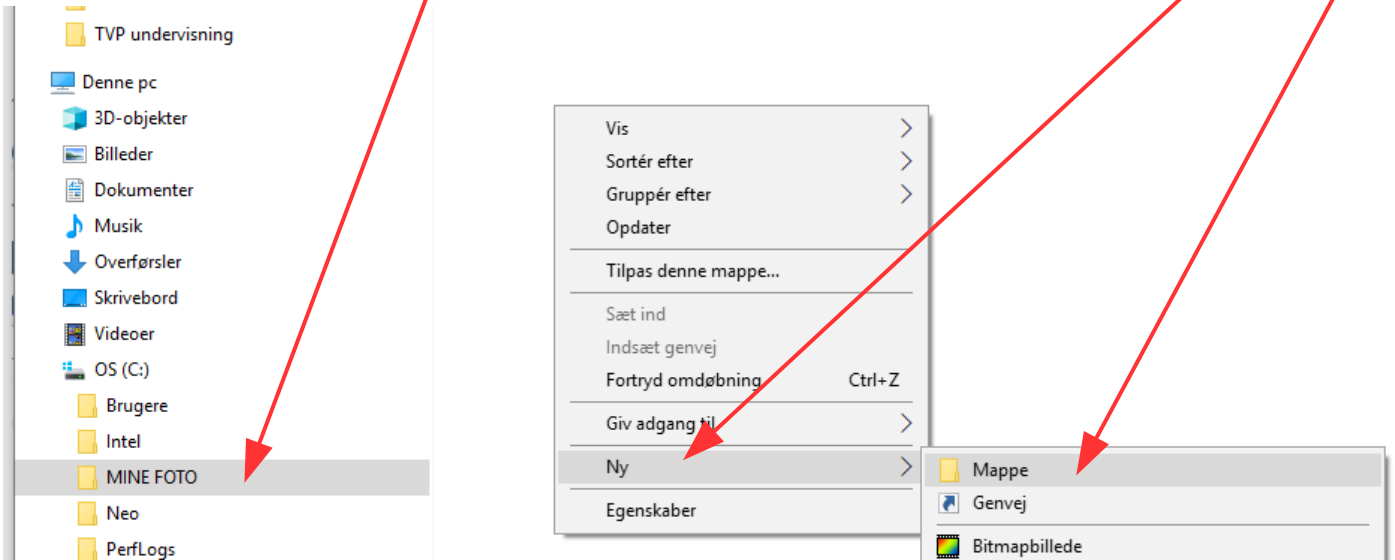 TVP undervisning
Denne pc
3D-objekter
Billeder
Dokumenter
Musik
Overførsler
Skrivebord
Videoer
OS (C:)
Brugere
Intel
MINE FOTO
Neo
PerfLogs
Vis
Sortér efter
Gruppér efter
Opdater
Tilpas denne mappe...
Sæt ind
Indsæt genvej
Fortryd omdøbning Ctrl+Z
Giv adgang til
Ny
Egenskaber
Mappe
Genvej
Bitmapbillede